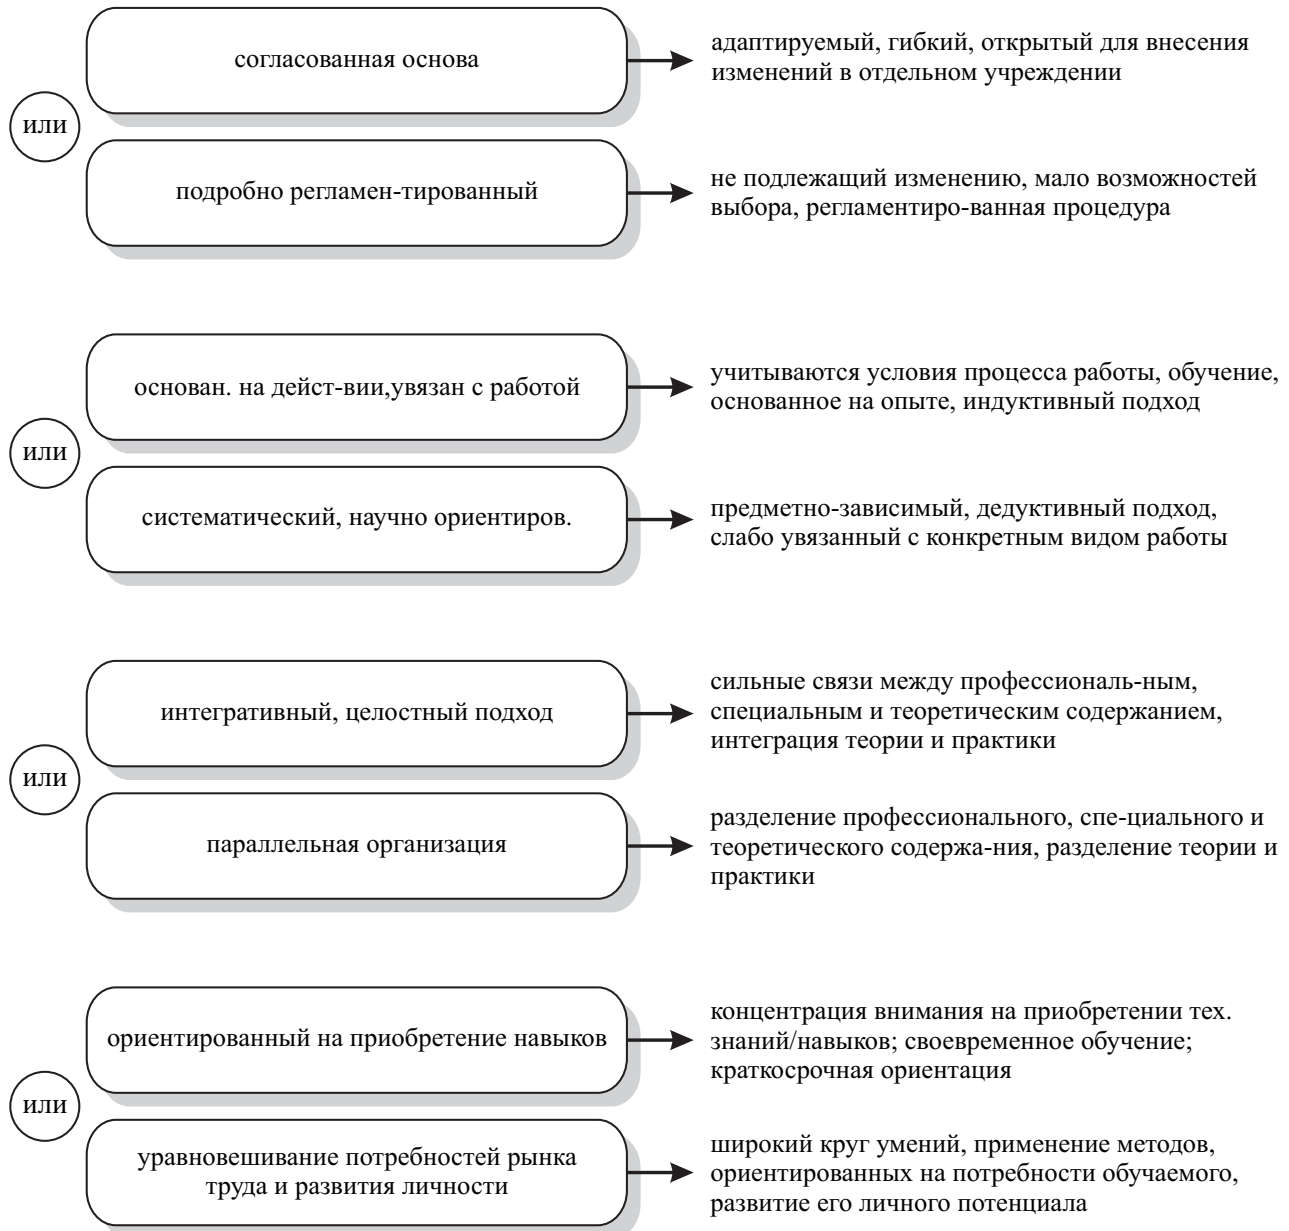 согласованная основа
адаптируемый, гибкий, открытый для внесения
изменений в отдельном учреждении
или
подробно регламен-тированный
не подлежащий изменению, мало возможностей
выбора, регламентиро-ванная процедура
основан. на дейст-вии,увязан с работой
учитываются условия процесса работы, обучение,
основанное на опыте, индуктивный подход
или
систематический, научно ориентиров.
предметно-зависимый, дедуктивный подход,
слабо увязанный с конкретным видом работы
интегративный, целостный подход
сильные связи между профессиональ-ным,
специальным и теоретическим содержанием,
интеграция теории и практики
или
параллельная организация
разделение профессионального, спе-циального и
теоретического содержа-ния, разделение теории и
практики
ориентированный на приобретение навыков
концентрация внимания на приобретении тех.
знаний/навыков; своевременное обучение;
краткосрочная ориентация
или
уравновешивание потребностей рынка
труда и развития личности
широкий круг умений, применение методов,
ориентированных на потребности обучаемого,
развитие его личного потенциала